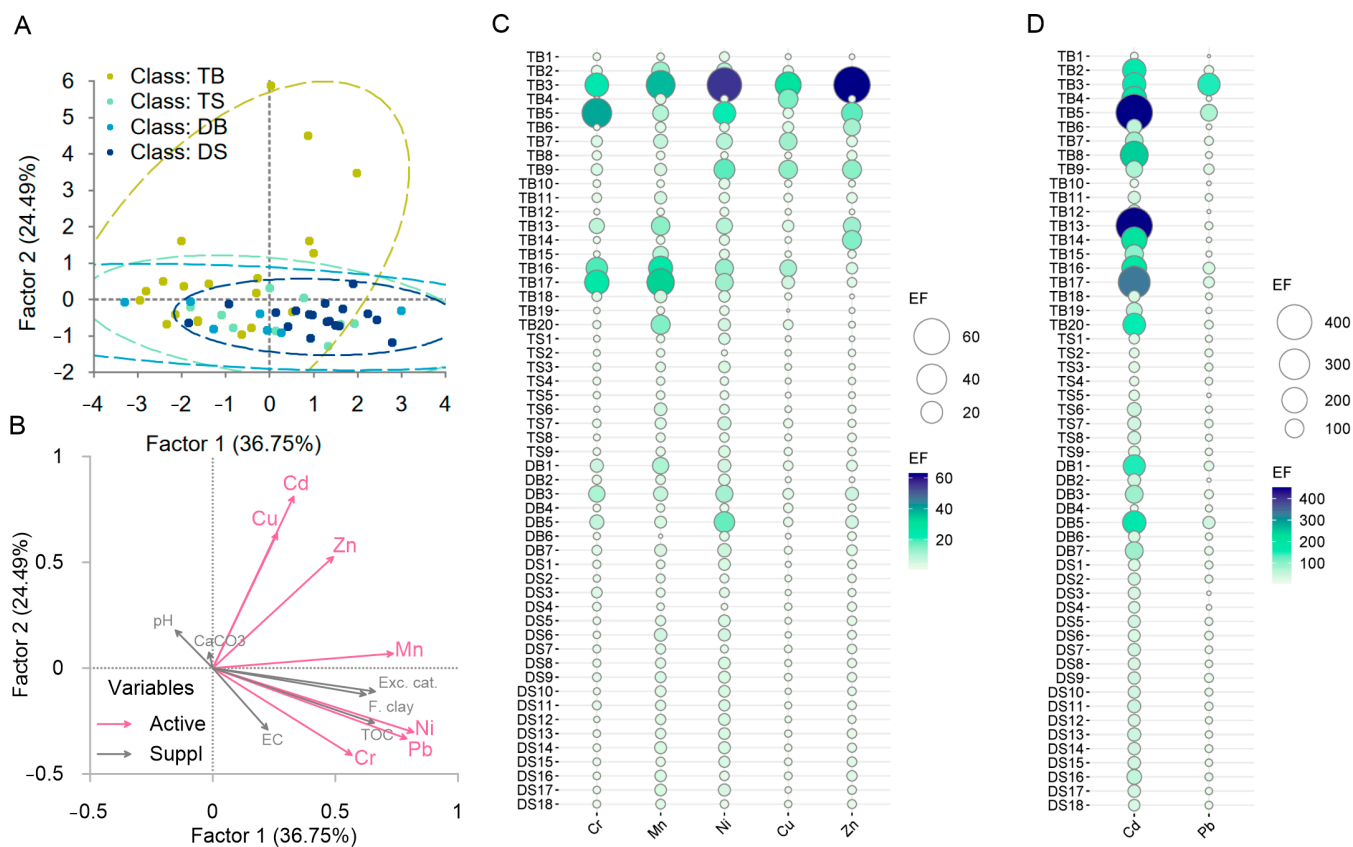 A
Class: TB
Class: TS
Class: DB
Class: DS
6
5
4
3
2
1
0
−1
−2
−4
−3
−2
−1
0
1
2
3
4
Factor 2 (24.49%)
Factor 1 (36.75%)
B
1
0.5
0
−0.5
−0.5
0
0.5
1
Factor 2 (24.49%)
Factor 1 (36.75%)
Cd
Cu
Zn
Mn
pH
CaCO3
Exc. cat.
F. clay
TOC
Ni
Pb
Cr
EC
Variables
Active
Suppl
C
TB1
TB2
TB3
TB4
TB5
TB6
TB7
TB8
TB9
TB10
TB11
TB12
TB13
TB14
TB15
TB16
TB17
TB18
TB19
TB20
TS1
TS2
TS3
TS4
TS5
TS6
TS7
TS8
TS9
DB1
DB2
DB3
DB4
DB5
DB6
DB7
DS1
DS2
DS3
DS4
DS5
DS6
DS7
DS8
DS9
DS10
DS11
DS12
DS13
DS14
DS15
DS16
DS17
DS18
Cr
Mn
Ni
Cu
Zn
EF
60
40
20
EF
60
40
20
D
TB1
TB2
TB3
TB4
TB5
TB6
TB7
TB8
TB9
TB10
TB11
TB12
TB13
TB14
TB15
TB16
TB17
TB18
TB19
TB20
TS1
TS2
TS3
TS4
TS5
TS6
TS7
TS8
TS9
DB1
DB2
DB3
DB4
DB5
DB6
DB7
DS1
DS2
DS3
DS4
DS5
DS6
DS7
DS8
DS9
DS10
DS11
DS12
DS13
DS14
DS15
DS16
DS17
DS18
Cd
Pb
EF
400
300
200
100
EF
400
300
200
100